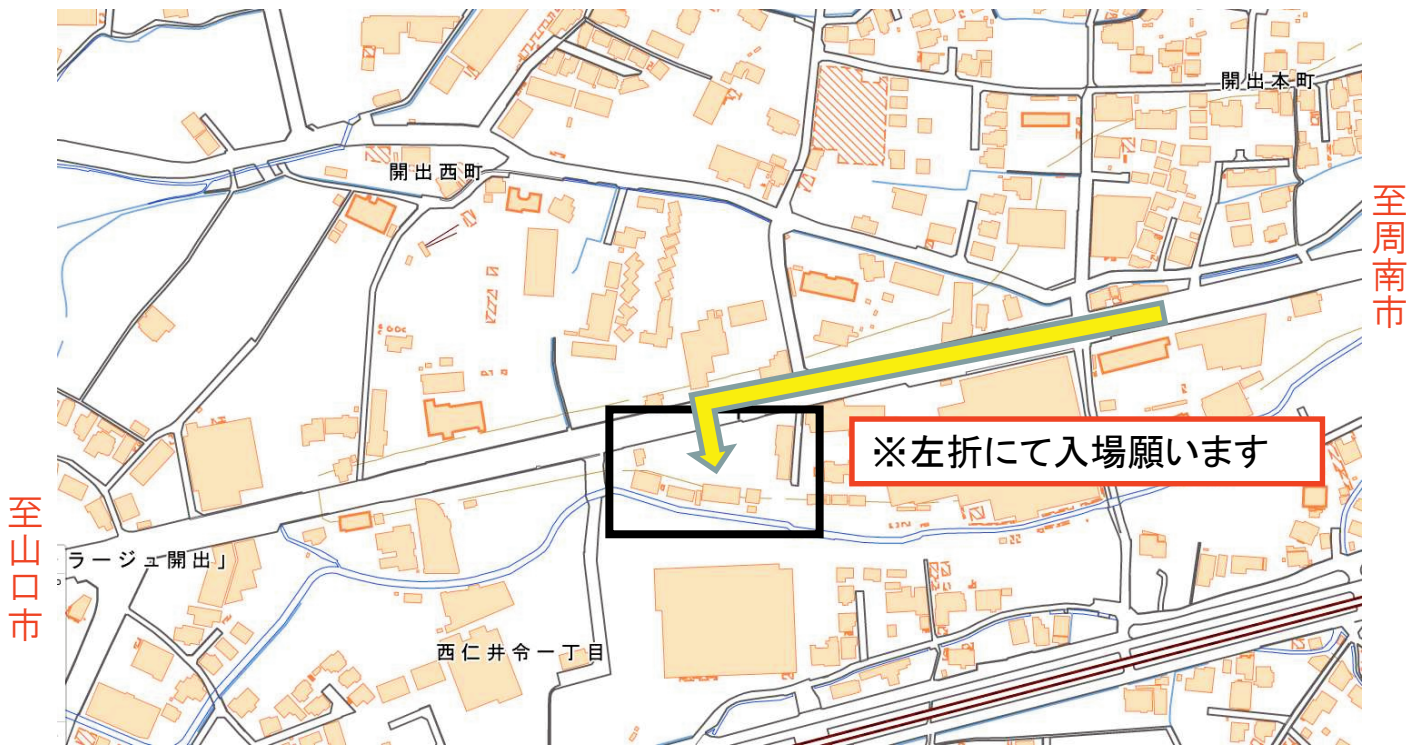 開出本町
開出西町
至周南市
※左折にて入場願います
至山口市
ラージュ開出」
西仁井令一丁目